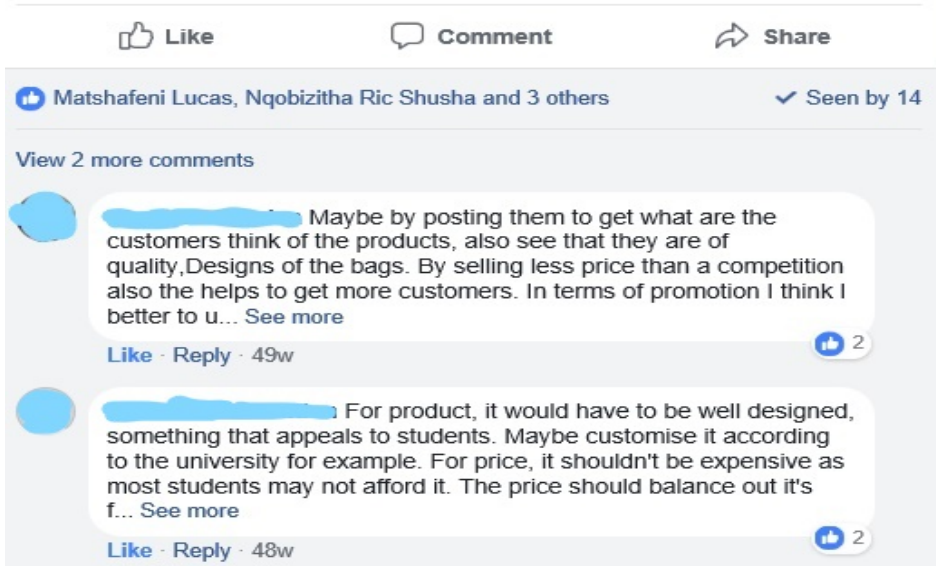 Like Comment Share
Matshafeni Lucas, Nqobizitha Ric Shusha and 3 others Seen by 14
View 2 more comments
Maybe by posting them to get what are the
customers think of the products, also see that they are of
quality,Designs of the bags. By selling less price than a competition
also the helps to get more customers. In terms of promotion I think I
better to u... See more
2
Like · Reply · 49w
For product, it would have to be well designed,
something that appeals to students. Maybe customise it according
to the university for example. For price, it shouldn't be expensive as
most students may not afford it. The price should balance out it's
f... See more
2
Like · Reply · 48w